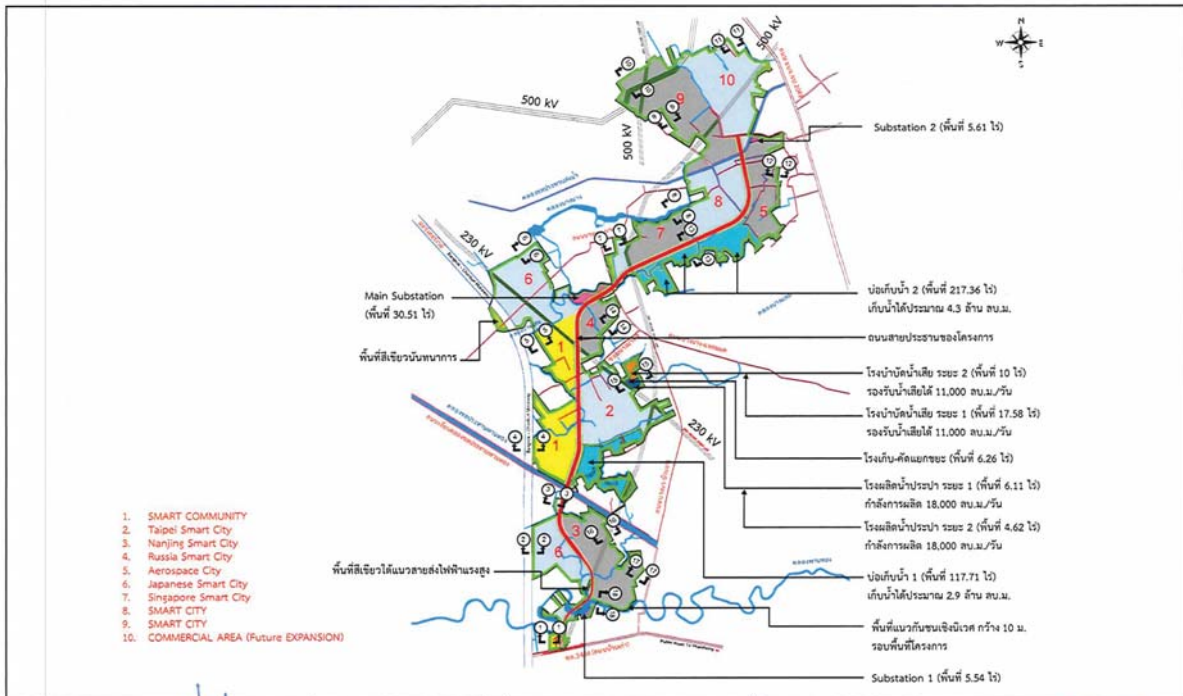 N
W E
S
500 kV
500 kV
500 kV
10
9
8
5
7
230 kV
6
4
1
2
1
230 kV
3
6
Substation 2 (พื้นที่ 5.61 ไร่)
บ่อเก็บน้ำ 2 (พื้นที่ 217.36 ไร่)
เก็บน้ำได้ประมาณ 4.3 ล้าน ลบ.ม.
ถนนสายประธานของโครงการ
โรงบำบัดน้ำเสีย ระยะ 2 (พื้นที่ 10 ไร่)
รองรับน้ำเสียได้ 11,000 ลบ.ม./วัน
โรงบำบัดน้ำเสีย ระยะ 1 (พื้นที่ 17.58 ไร่)
รองรับน้ำเสียได้ 11,000 ลบ.ม./วัน
โรงเก็บ-คัดแยกขยะ (พื้นที่ 6.26 ไร่)
โรงผลิตน้ำประปา ระยะ 1 (พื้นที่ 6.11 ไร่)
กำลังการผลิต 18,000 ลบ.ม./วัน
โรงผลิตน้ำประปา ระยะ 2 (พื้นที่ 4.62 ไร่)
กำลังการผลิต 18,000 ลบ.ม./วัน
บ่อเก็บน้ำ 1 (พื้นที่ 117.71 ไร่)
เก็บน้ำได้ประมาณ 2.9 ล้าน ลบ.ม.
พื้นที่แนวกันชนเชิงนิเวศ กว้าง 10 ม.
รอบพื้นที่โครงการ
Substation 1 (พื้นที่ 5.54 ไร่)
Main Substation
(พื้นที่ 30.51 ไร่)
พื้นที่สีเขียวนันทนาการ
พื้นที่สีเขียวใต้แนวสายส่งไฟฟ้าแรงสูง
1. SMART COMMUNITY
2. Taipei Smart City
3. Nanjing Smart City
4. Russia Smart City
5. Aerospace City
6. Japanese Smart City
7. Singapore Smart City
8. SMART CITY
9. SMART CITY
10. COMMERCIAL AREA (Future EXPANSION)